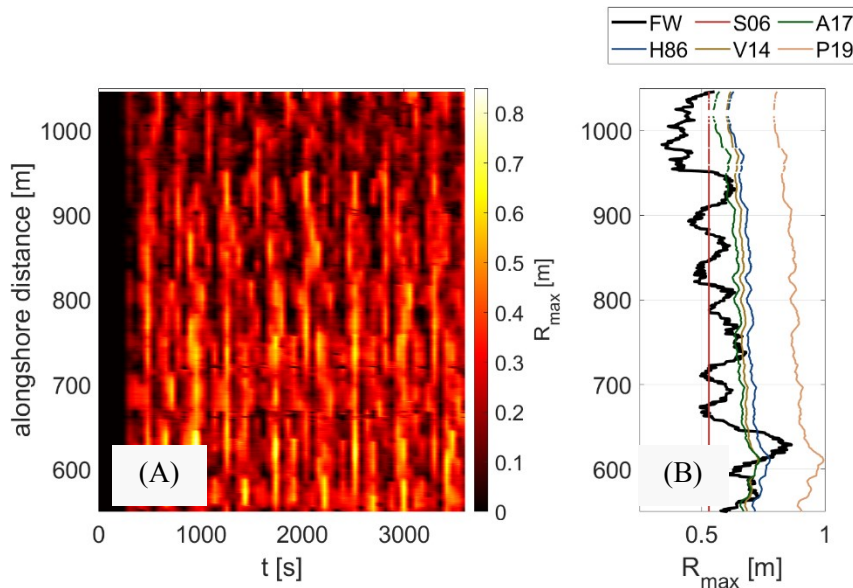 FW S06 A17
H86 V14 P19
1000
900
800
700
600
alongshore distance [m]
(A)
0 1000 2000 3000
t [s]
0.8
0.7
0.6
0.5
0.4
0.3
0.2
0.1
0
R_max [m]
1000
900
800
700
600
(B)
0.5 1
R_max [m]